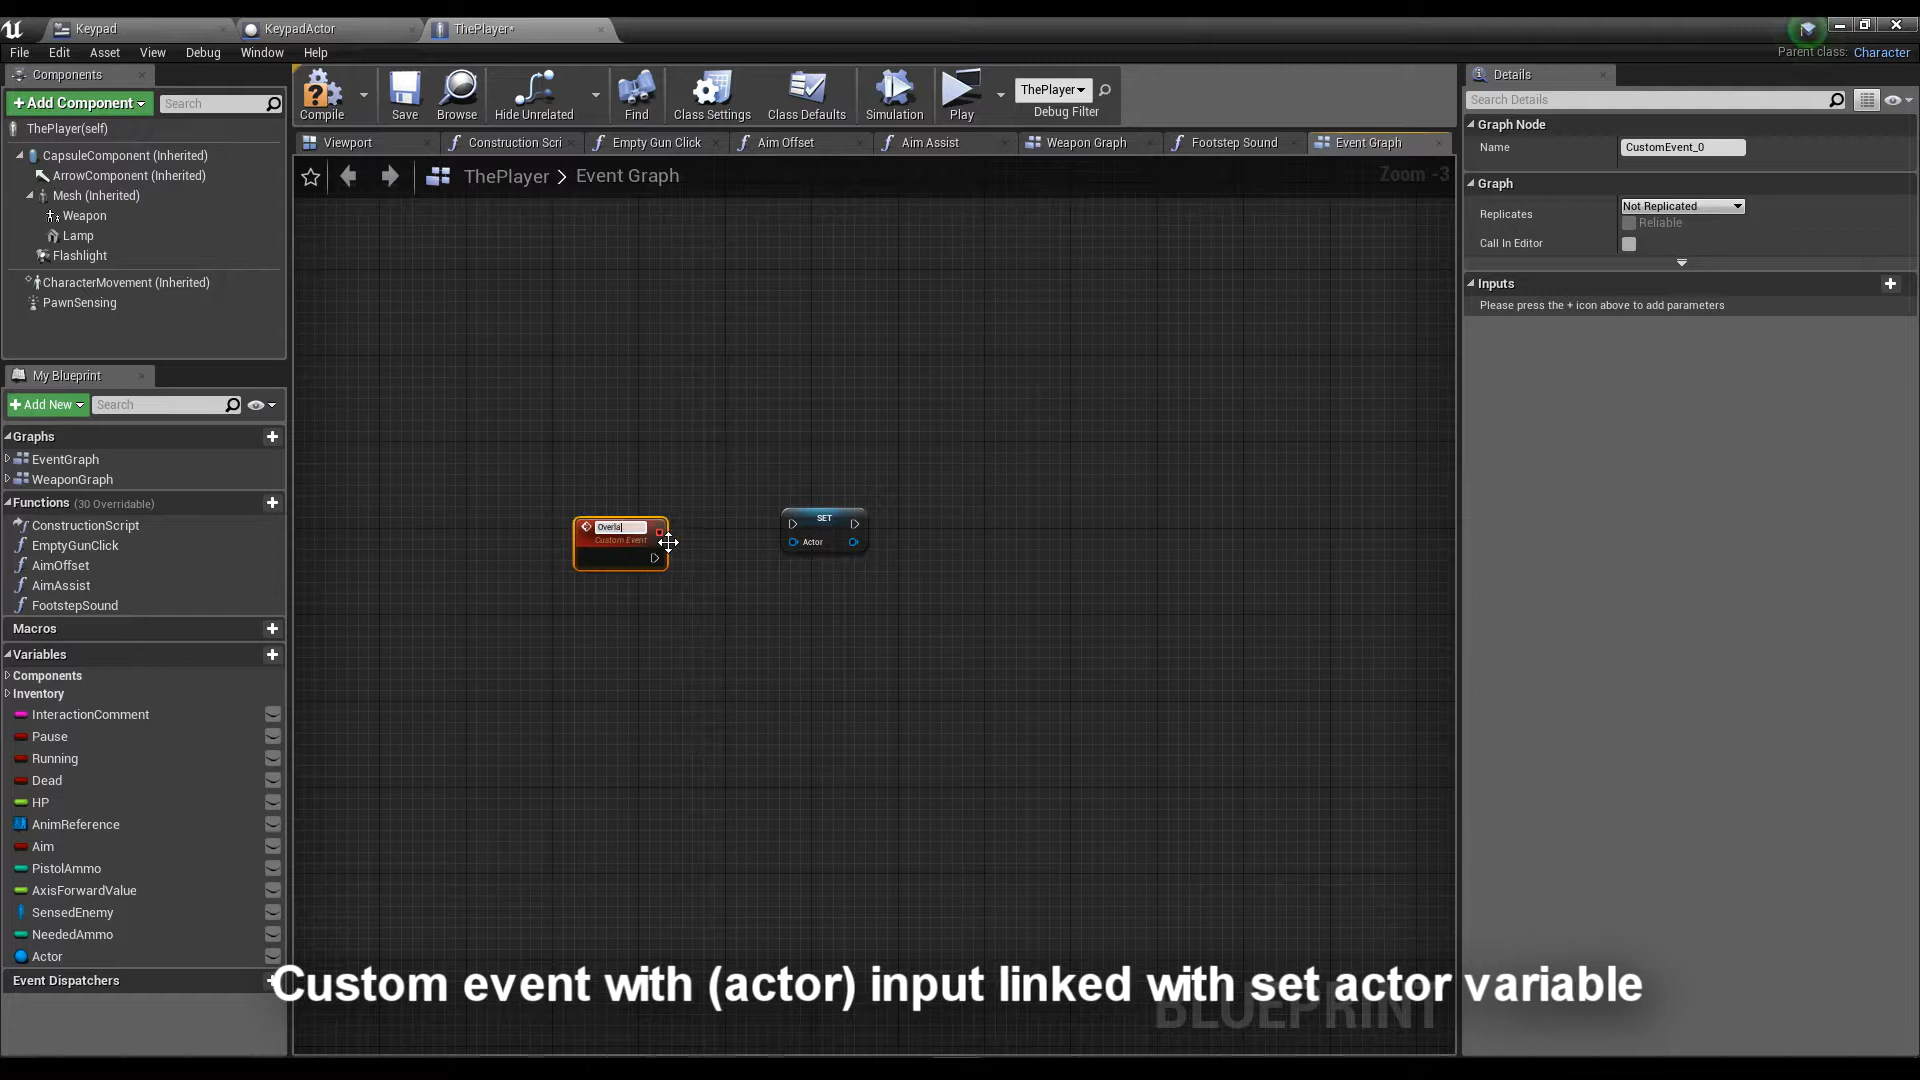 Keypad
KeypadActor
ThePlayer*
File Edit Asset View Debug Window Help
Parent class: Character
Components
+Add Component
Search
ThePlayer(self)
CapsuleComponent (Inherited)
ArrowComponent (Inherited)
Mesh (Inherited)
Weapon
Lamp
Flashlight
CharacterMovement (Inherited)
PawnSensing
My Blueprint
+Add New
Search
Graphs
EventGraph
WeaponGraph
Functions (30 Overridable)
ConstructionScript
EmptyGunClick
AimOffset
AimAssist
FootstepSound
Macros
Variables
Components
Inventory
InteractionComment
Pause
Running
Dead
HP
AnimReference
Aim
PistolAmmo
AxisForwardValue
SensedEnemy
NeededAmmo
Actor
Event Dispatchers
Compile
Save
Browse
Hide Unrelated
Find
Class Settings
Class Defaults
Simulation
Play
ThePlayer
Debug Filter
Viewport
Construction Scri
Empty Gun Click
Aim Offset
Aim Assist
Weapon Graph
Footstep Sound
Event Graph
ThePlayer > Event Graph
Zoom -3
Overla
Custom Event
SET
Actor
BLUEPRINT
Details
Search Details
Graph Node
Name CustomEvent_0
Graph
Replicates Not Replicated
Reliable
Call In Editor
Inputs
Please press the + icon above to add parameters
Custom event with (actor) input linked with set actor variable